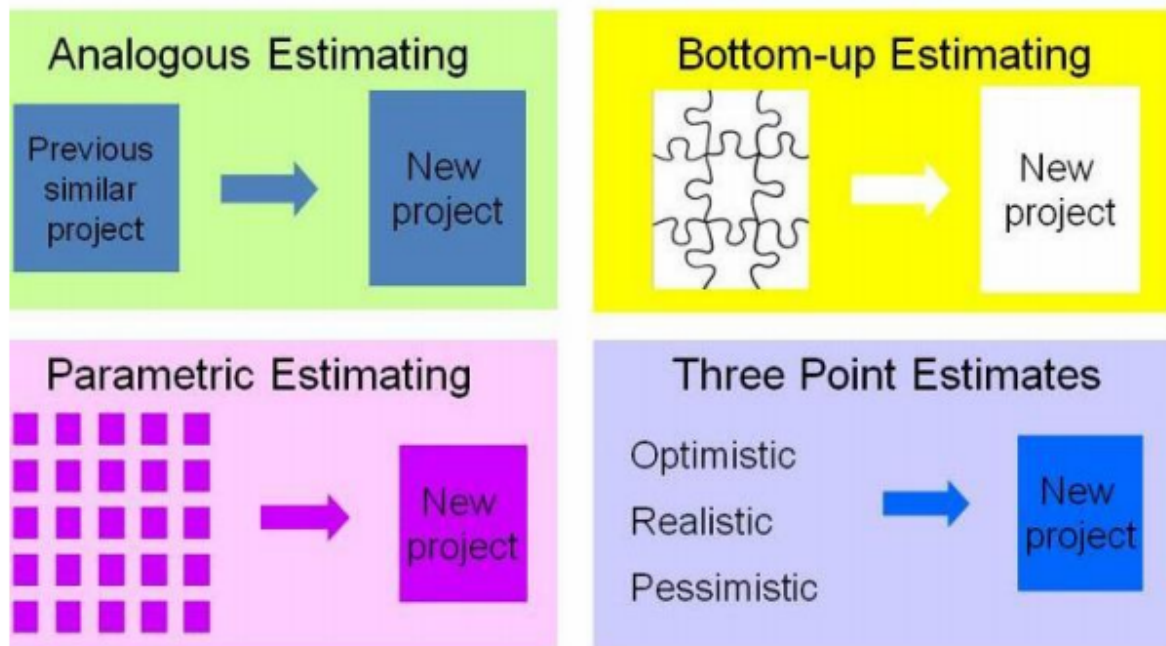 Analogous Estimating
Previous
similar
project
New
project
Bottom-up Estimating
New
project
Parametric Estimating
New
project
Three Point Estimates
Optimistic
Realistic
Pessimistic
New
project